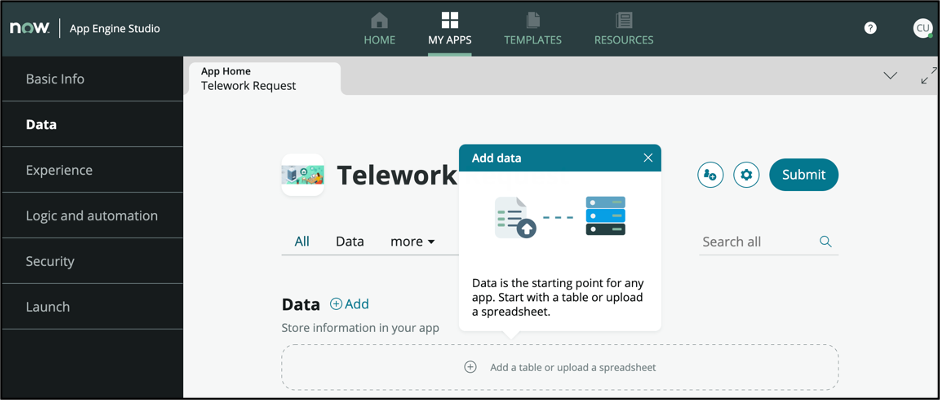 now. App Engine Studio
HOME MY APPS TEMPLATES RESOURCES
? CU
Basic Info
Data
Experience
Logic and automation
Security
Launch
App Home
Telework Request
Telework
Submit
All Data more
Search all
Add data
Data is the starting point for any
app. Start with a table or upload
a spreadsheet.
Data Add
Store information in your app
Add a table or upload a spreadsheet